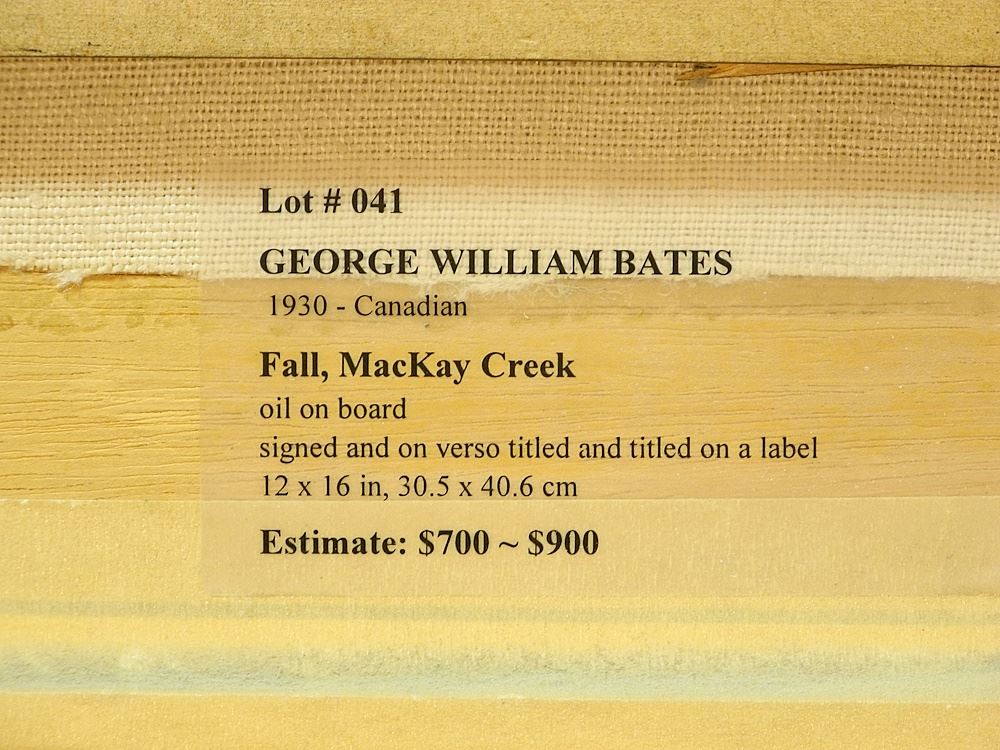 Lot # 041
GEORGE WILLIAM BATES
1930 - Canadian
Fall, MacKay Creek
oil on board
signed and on verso titled and titled on a label
12 x 16 in, 30.5 x 40.6 cm
Estimate: $700 ~ $900